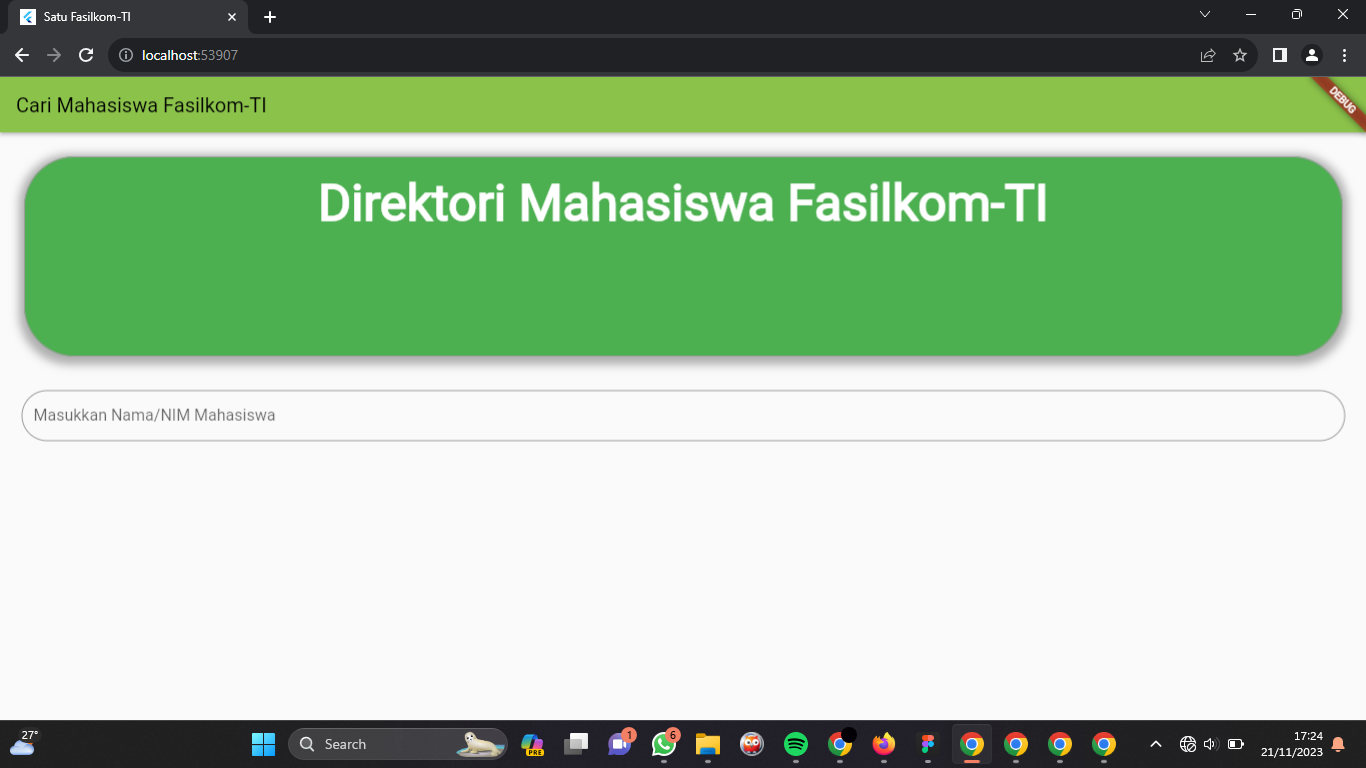 Satu Fasilkom-TI
localhost:53907
Cari Mahasiswa Fasilkom-TI
DEBUG
Direktori Mahasiswa Fasilkom-TI
Masukkan Nama/NIM Mahasiswa
27°
Search
PRE
1
6
17:24
21/11/2023